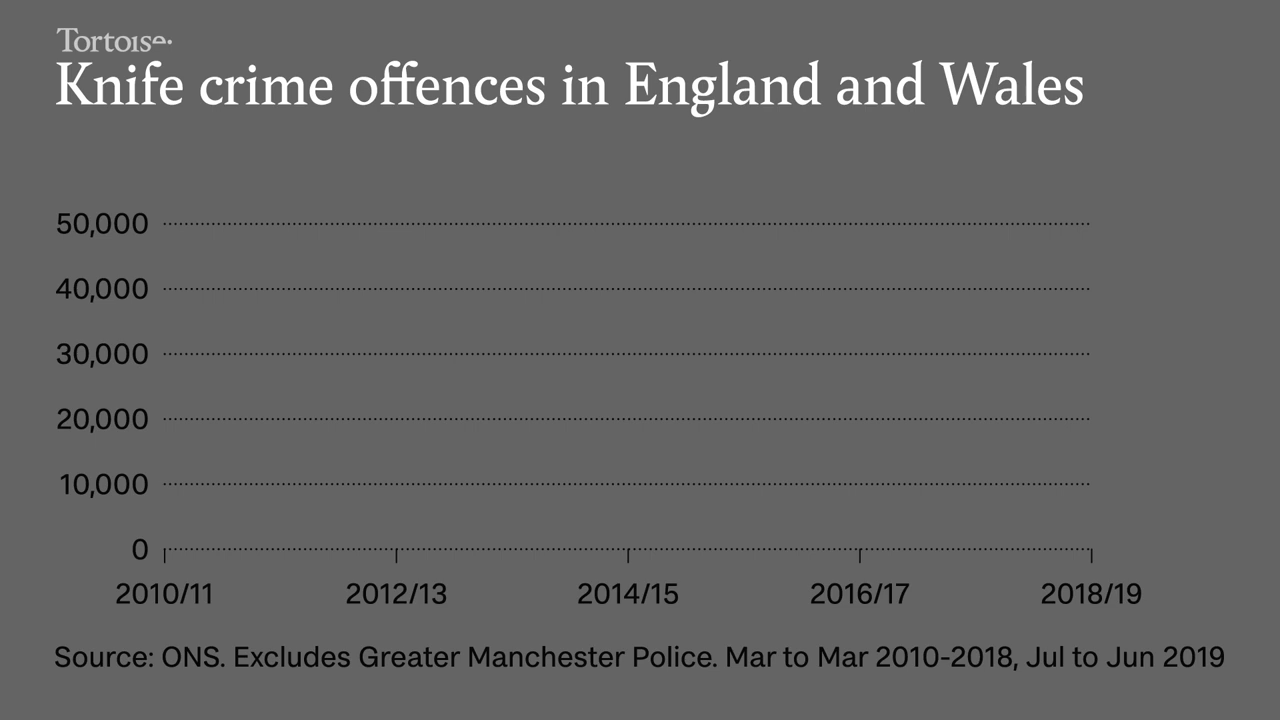 Tortoise.
Knife crime offences in England and Wales
50,000
40,000
30,000
20,000
10,000
0
2010/11 2012/13 2014/15 2016/17 2018/19
Source: ONS. Excludes Greater Manchester Police. Mar to Mar 2010-2018, Jul to Jun 2019